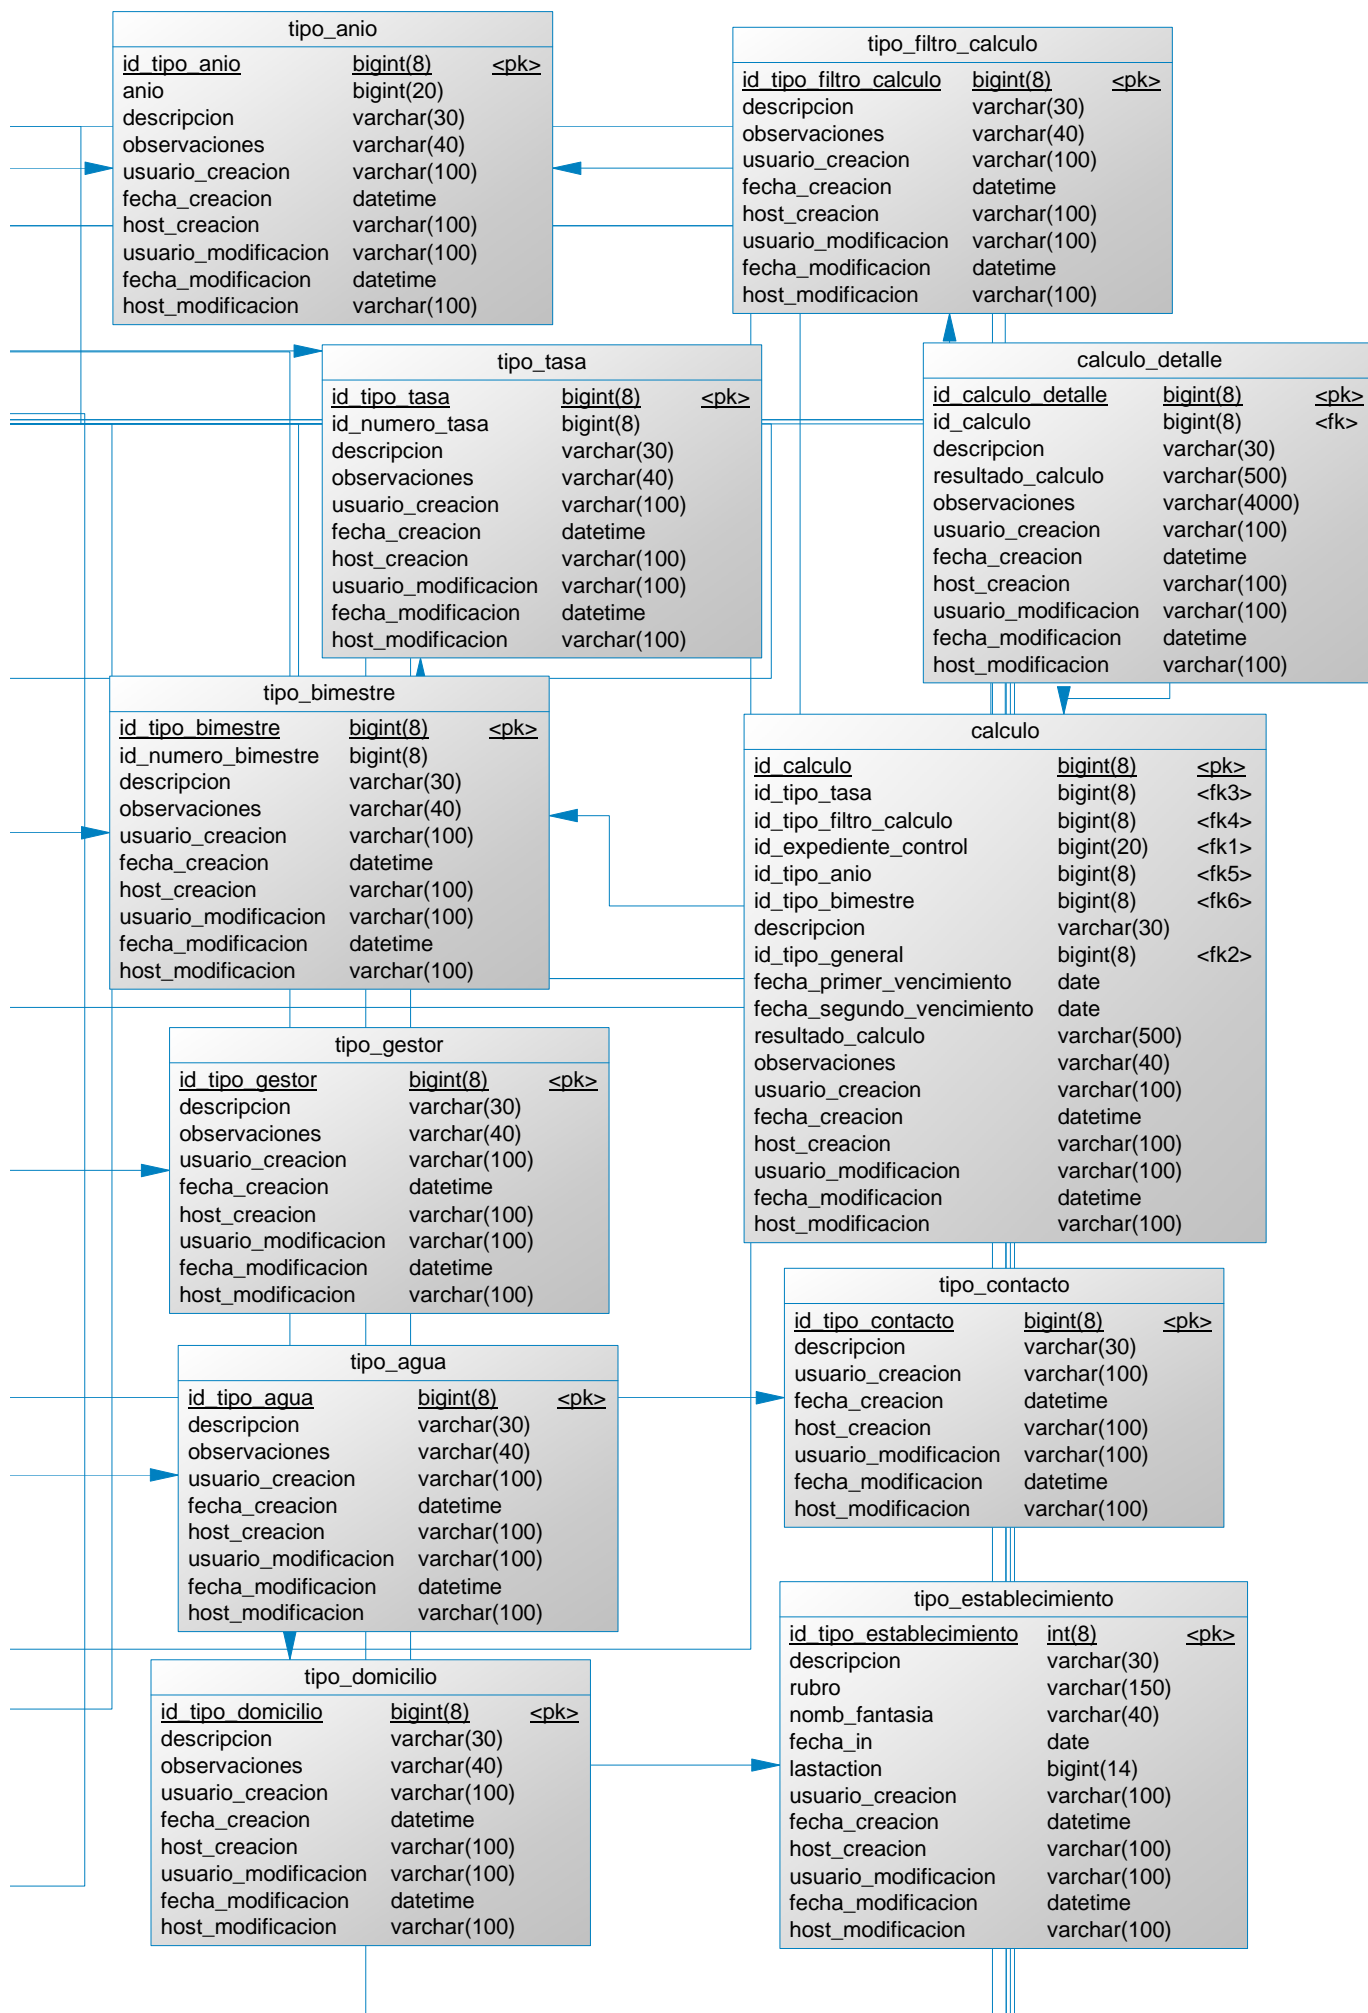 tipo_anio
id_tipo_anio bigint(8) <pk>
anio bigint(20)
descripcion varchar(30)
observaciones varchar(40)
usuario_creacion varchar(100)
fecha_creacion datetime
host_creacion varchar(100)
usuario_modificacion varchar(100)
fecha_modificacion datetime
host_modificacion varchar(100)
tipo_filtro_calculo
id_tipo_filtro_calculo bigint(8) <pk>
descripcion varchar(30)
observaciones varchar(40)
usuario_creacion varchar(100)
fecha_creacion datetime
host_creacion varchar(100)
usuario_modificacion varchar(100)
fecha_modificacion datetime
host_modificacion varchar(100)
tipo_tasa
id_tipo_tasa bigint(8) <pk>
id_numero_tasa bigint(8)
descripcion varchar(30)
observaciones varchar(40)
usuario_creacion varchar(100)
fecha_creacion datetime
host_creacion varchar(100)
usuario_modificacion varchar(100)
fecha_modificacion datetime
host_modificacion varchar(100)
calculo_detalle
id_calculo_detalle bigint(8) <pk>
id_calculo bigint(8) <fk>
descripcion varchar(30)
resultado_calculo varchar(500)
observaciones varchar(4000)
usuario_creacion varchar(100)
fecha_creacion datetime
host_creacion varchar(100)
usuario_modificacion varchar(100)
fecha_modificacion datetime
host_modificacion varchar(100)
tipo_bimestre
id_tipo_bimestre bigint(8) <pk>
id_numero_bimestre bigint(8)
descripcion varchar(30)
observaciones varchar(40)
usuario_creacion varchar(100)
fecha_creacion datetime
host_creacion varchar(100)
usuario_modificacion varchar(100)
fecha_modificacion datetime
host_modificacion varchar(100)
calculo
id_calculo bigint(8) <pk>
id_tipo_tasa bigint(8) <fk3>
id_tipo_filtro_calculo bigint(8) <fk4>
id_expediente_control bigint(20) <fk1>
id_tipo_anio bigint(8) <fk5>
id_tipo_bimestre bigint(8) <fk6>
descripcion varchar(30)
id_tipo_general bigint(8) <fk2>
fecha_primer_vencimiento date
fecha_segundo_vencimiento date
resultado_calculo varchar(500)
observaciones varchar(40)
usuario_creacion varchar(100)
fecha_creacion datetime
host_creacion varchar(100)
usuario_modificacion varchar(100)
fecha_modificacion datetime
host_modificacion varchar(100)
tipo_gestor
id_tipo_gestor bigint(8) <pk>
descripcion varchar(30)
observaciones varchar(40)
usuario_creacion varchar(100)
fecha_creacion datetime
host_creacion varchar(100)
usuario_modificacion varchar(100)
fecha_modificacion datetime
host_modificacion varchar(100)
tipo_contacto
id_tipo_contacto bigint(8) <pk>
descripcion varchar(30)
usuario_creacion varchar(100)
fecha_creacion datetime
host_creacion varchar(100)
usuario_modificacion varchar(100)
fecha_modificacion datetime
host_modificacion varchar(100)
tipo_agua
id_tipo_agua bigint(8) <pk>
descripcion varchar(30)
observaciones varchar(40)
usuario_creacion varchar(100)
fecha_creacion datetime
host_creacion varchar(100)
usuario_modificacion varchar(100)
fecha_modificacion datetime
host_modificacion varchar(100)
tipo_establecimiento
id_tipo_establecimiento int(8) <pk>
descripcion varchar(30)
rubro varchar(150)
nomb_fantasia varchar(40)
fecha_in date
lastaction bigint(14)
usuario_creacion varchar(100)
fecha_creacion datetime
host_creacion varchar(100)
usuario_modificacion varchar(100)
fecha_modificacion datetime
host_modificacion varchar(100)
tipo_domicilio
id_tipo_domicilio bigint(8) <pk>
descripcion varchar(30)
observaciones varchar(40)
usuario_creacion varchar(100)
fecha_creacion datetime
host_creacion varchar(100)
usuario_modificacion varchar(100)
fecha_modificacion datetime
host_modificacion varchar(100)